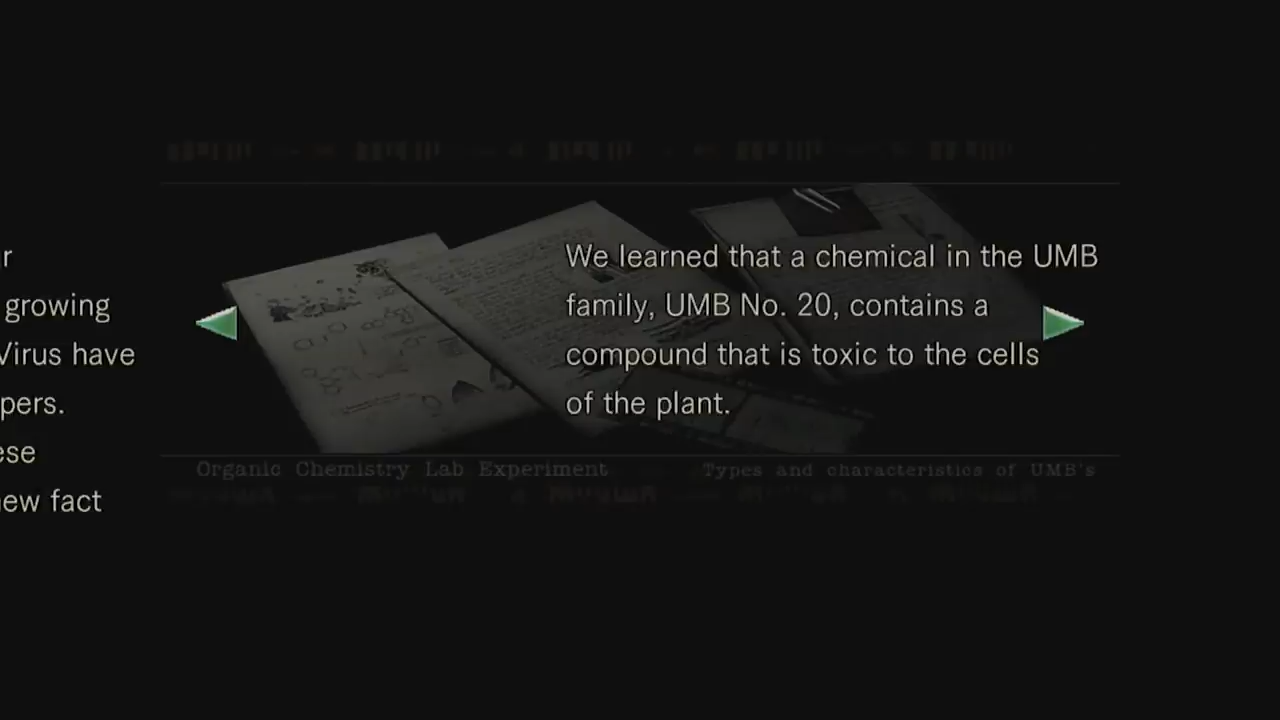 r
growing
Virus have
pers.
ese
new fact
We learned that a chemical in the UMB
family, UMB No. 20, contains a
compound that is toxic to the cells
of the plant.
Organic Chemistry Lab Experiment
Types and characteristics of UMB's